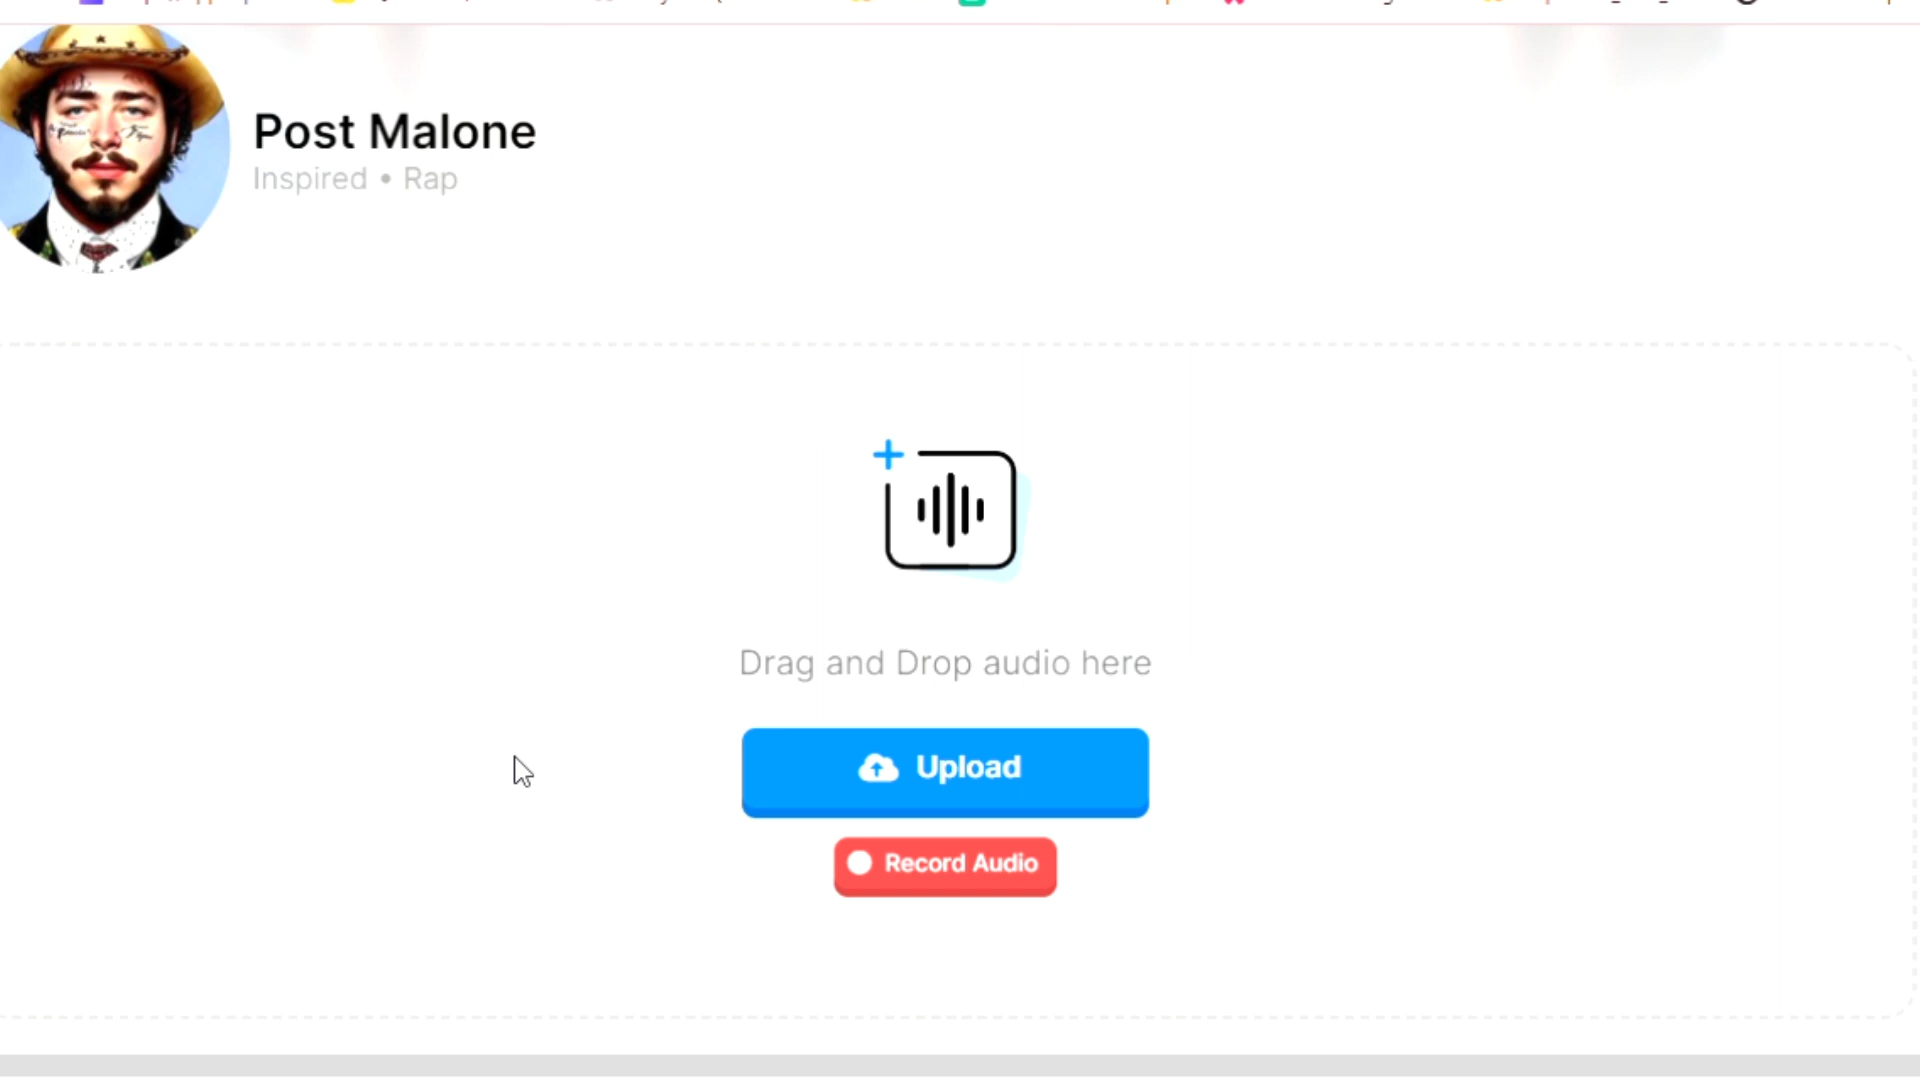 Post Malone
Inspired • Rap
Drag and Drop audio here
Upload
Record Audio